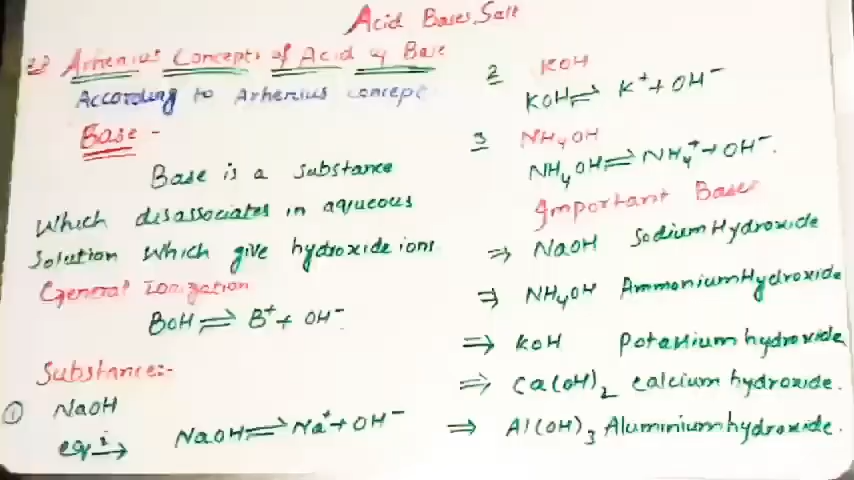 Acid Bases, Salt
Arhenius Concepts of Acid & Base
According to Arhenius concept
Base -
Base is a substance
which disassociates in aqueous
solution which give hydroxide ions
General Ionization
BOH ⇌ B⁺ + OH⁻.
Substance:-
① NaOH
eq i → NaOH ⇌ Na⁺ + OH⁻
2 KOH
KOH ⇌ K⁺ + OH⁻
3 NH4OH
NH₄OH ⇌ NH₄⁺ + OH⁻.
Important Bases
⇒ NaOH Sodium Hydroxide
⇒ NH4OH Ammonium Hydroxide
⇒ KOH Potassium hydroxide
⇒ Ca(OH)₂ calcium hydroxide.
⇒ Al(OH)₃ Aluminium hydroxide.